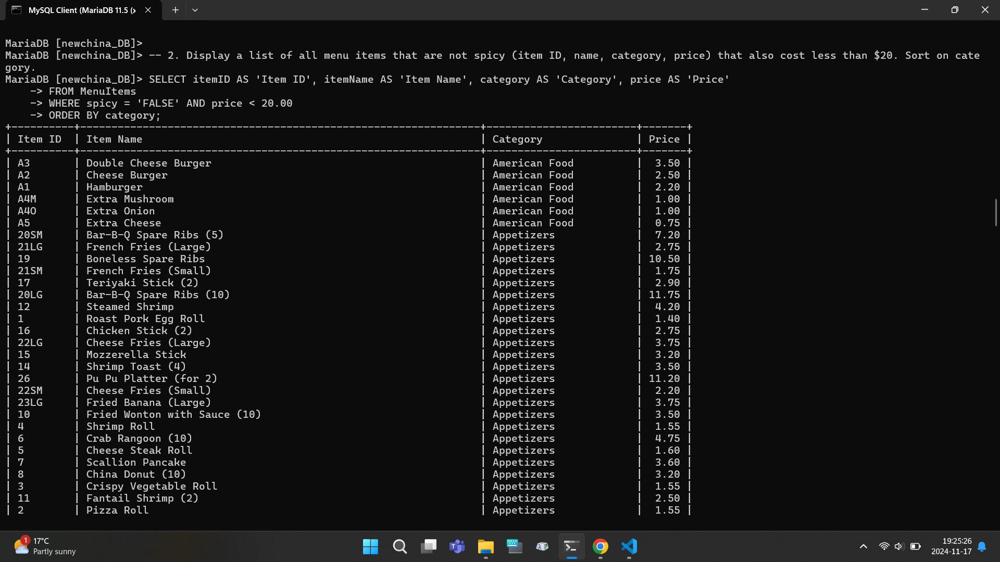 MySQL Client (MariaDB 11.5 (x
MariaDB [newchina_DB]>
MariaDB [newchina_DB]> -- 2. Display a list of all menu items that are not spicy (item ID, name, category, price) that also cost less than $20. Sort on cate
gory.
MariaDB [newchina_DB]> SELECT itemID AS 'Item ID', itemName AS 'Item Name', category AS 'Category', price AS 'Price'
    -> FROM MenuItems
    -> WHERE spicy = 'FALSE' AND price < 20.00
    -> ORDER BY category;
+----------+----------------------------------------------------------------+------------------------+-------+
| Item ID  | Item Name                                                      | Category               | Price |
+----------+----------------------------------------------------------------+------------------------+-------+
| A3       | Double Cheese Burger                                           | American Food          |  3.50 |
| A2       | Cheese Burger                                                  | American Food          |  2.50 |
| A1       | Hamburger                                                      | American Food          |  2.20 |
| A4M      | Extra Mushroom                                                 | American Food          |  1.00 |
| A4O      | Extra Onion                                                    | American Food          |  1.00 |
| A5       | Extra Cheese                                                   | American Food          |  0.75 |
| 20SM     | Bar-B-Q Spare Ribs (5)                                         | Appetizers             |  7.20 |
| 21LG     | French Fries (Large)                                           | Appetizers             |  2.75 |
| 19       | Boneless Spare Ribs                                            | Appetizers             | 10.50 |
| 21SM     | French Fries (Small)                                           | Appetizers             |  1.75 |
| 17       | Teriyaki Stick (2)                                             | Appetizers             |  2.90 |
| 20LG     | Bar-B-Q Spare Ribs (10)                                        | Appetizers             | 11.75 |
| 12       | Steamed Shrimp                                                 | Appetizers             |  4.20 |
| 1        | Roast Pork Egg Roll                                            | Appetizers             |  1.40 |
| 16       | Chicken Stick (2)                                              | Appetizers             |  2.75 |
| 22LG     | Cheese Fries (Large)                                           | Appetizers             |  3.75 |
| 15       | Mozzerella Stick                                               | Appetizers             |  3.20 |
| 14       | Shrimp Toast (4)                                               | Appetizers             |  3.50 |
| 26       | Pu Pu Platter (for 2)                                          | Appetizers             | 11.20 |
| 22SM     | Cheese Fries (Small)                                           | Appetizers             |  2.20 |
| 23LG     | Fried Banana (Large)                                           | Appetizers             |  3.75 |
| 10       | Fried Wonton with Sauce (10)                                   | Appetizers             |  3.50 |
| 4        | Shrimp Roll                                                    | Appetizers             |  1.55 |
| 6        | Crab Rangoon (10)                                              | Appetizers             |  4.75 |
| 5        | Cheese Steak Roll                                              | Appetizers             |  1.60 |
| 7        | Scallion Pancake                                               | Appetizers             |  3.60 |
| 8        | China Donut (10)                                               | Appetizers             |  3.20 |
| 3        | Crispy Vegetable Roll                                          | Appetizers             |  1.55 |
| 11       | Fantail Shrimp (2)                                             | Appetizers             |  2.50 |
| 2        | Pizza Roll                                                     | Appetizers             |  1.55 |
1
17°C
Partly sunny
19:25:26
2024-11-17